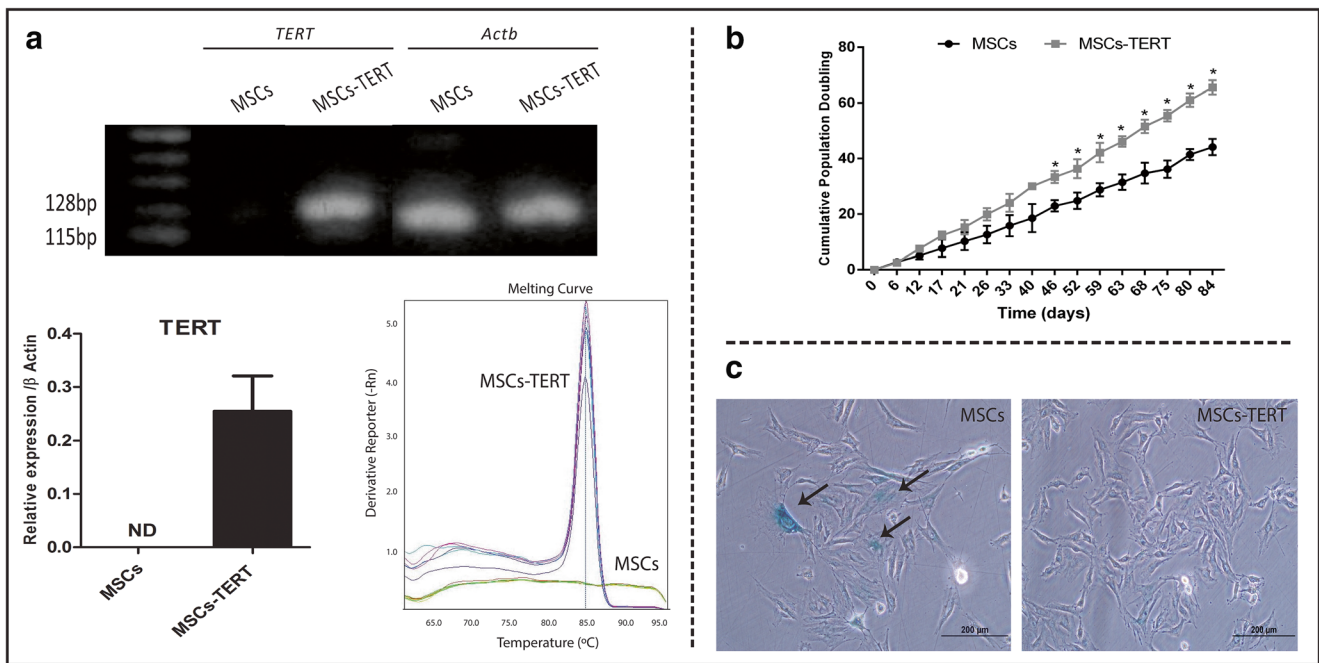 a
TERT Actb
MSCs MSCs-TERT MSCs MSCs-TERT
128bp
115bp
TERT
Relative expression /β Actin
0.4
0.3
0.2
0.1
0.0
ND
MSCs MSCs-TERT
Melting Curve
Derivative Reporter (-Rn)
5.0
4.0
3.0
2.0
1.0
MSCs-TERT
MSCs
65.0 70.0 75.0 80.0 85.0 90.0 95.0
Temperature (ºC)
b
MSCs MSCs-TERT
Cumulative Population Doubling
80
60
40
20
0
* * * * * * * *
0 6 12 17 21 26 33 40 46 52 59 63 68 75 80 84
Time (days)
c
MSCs
200 µm
MSCs-TERT
200 µm